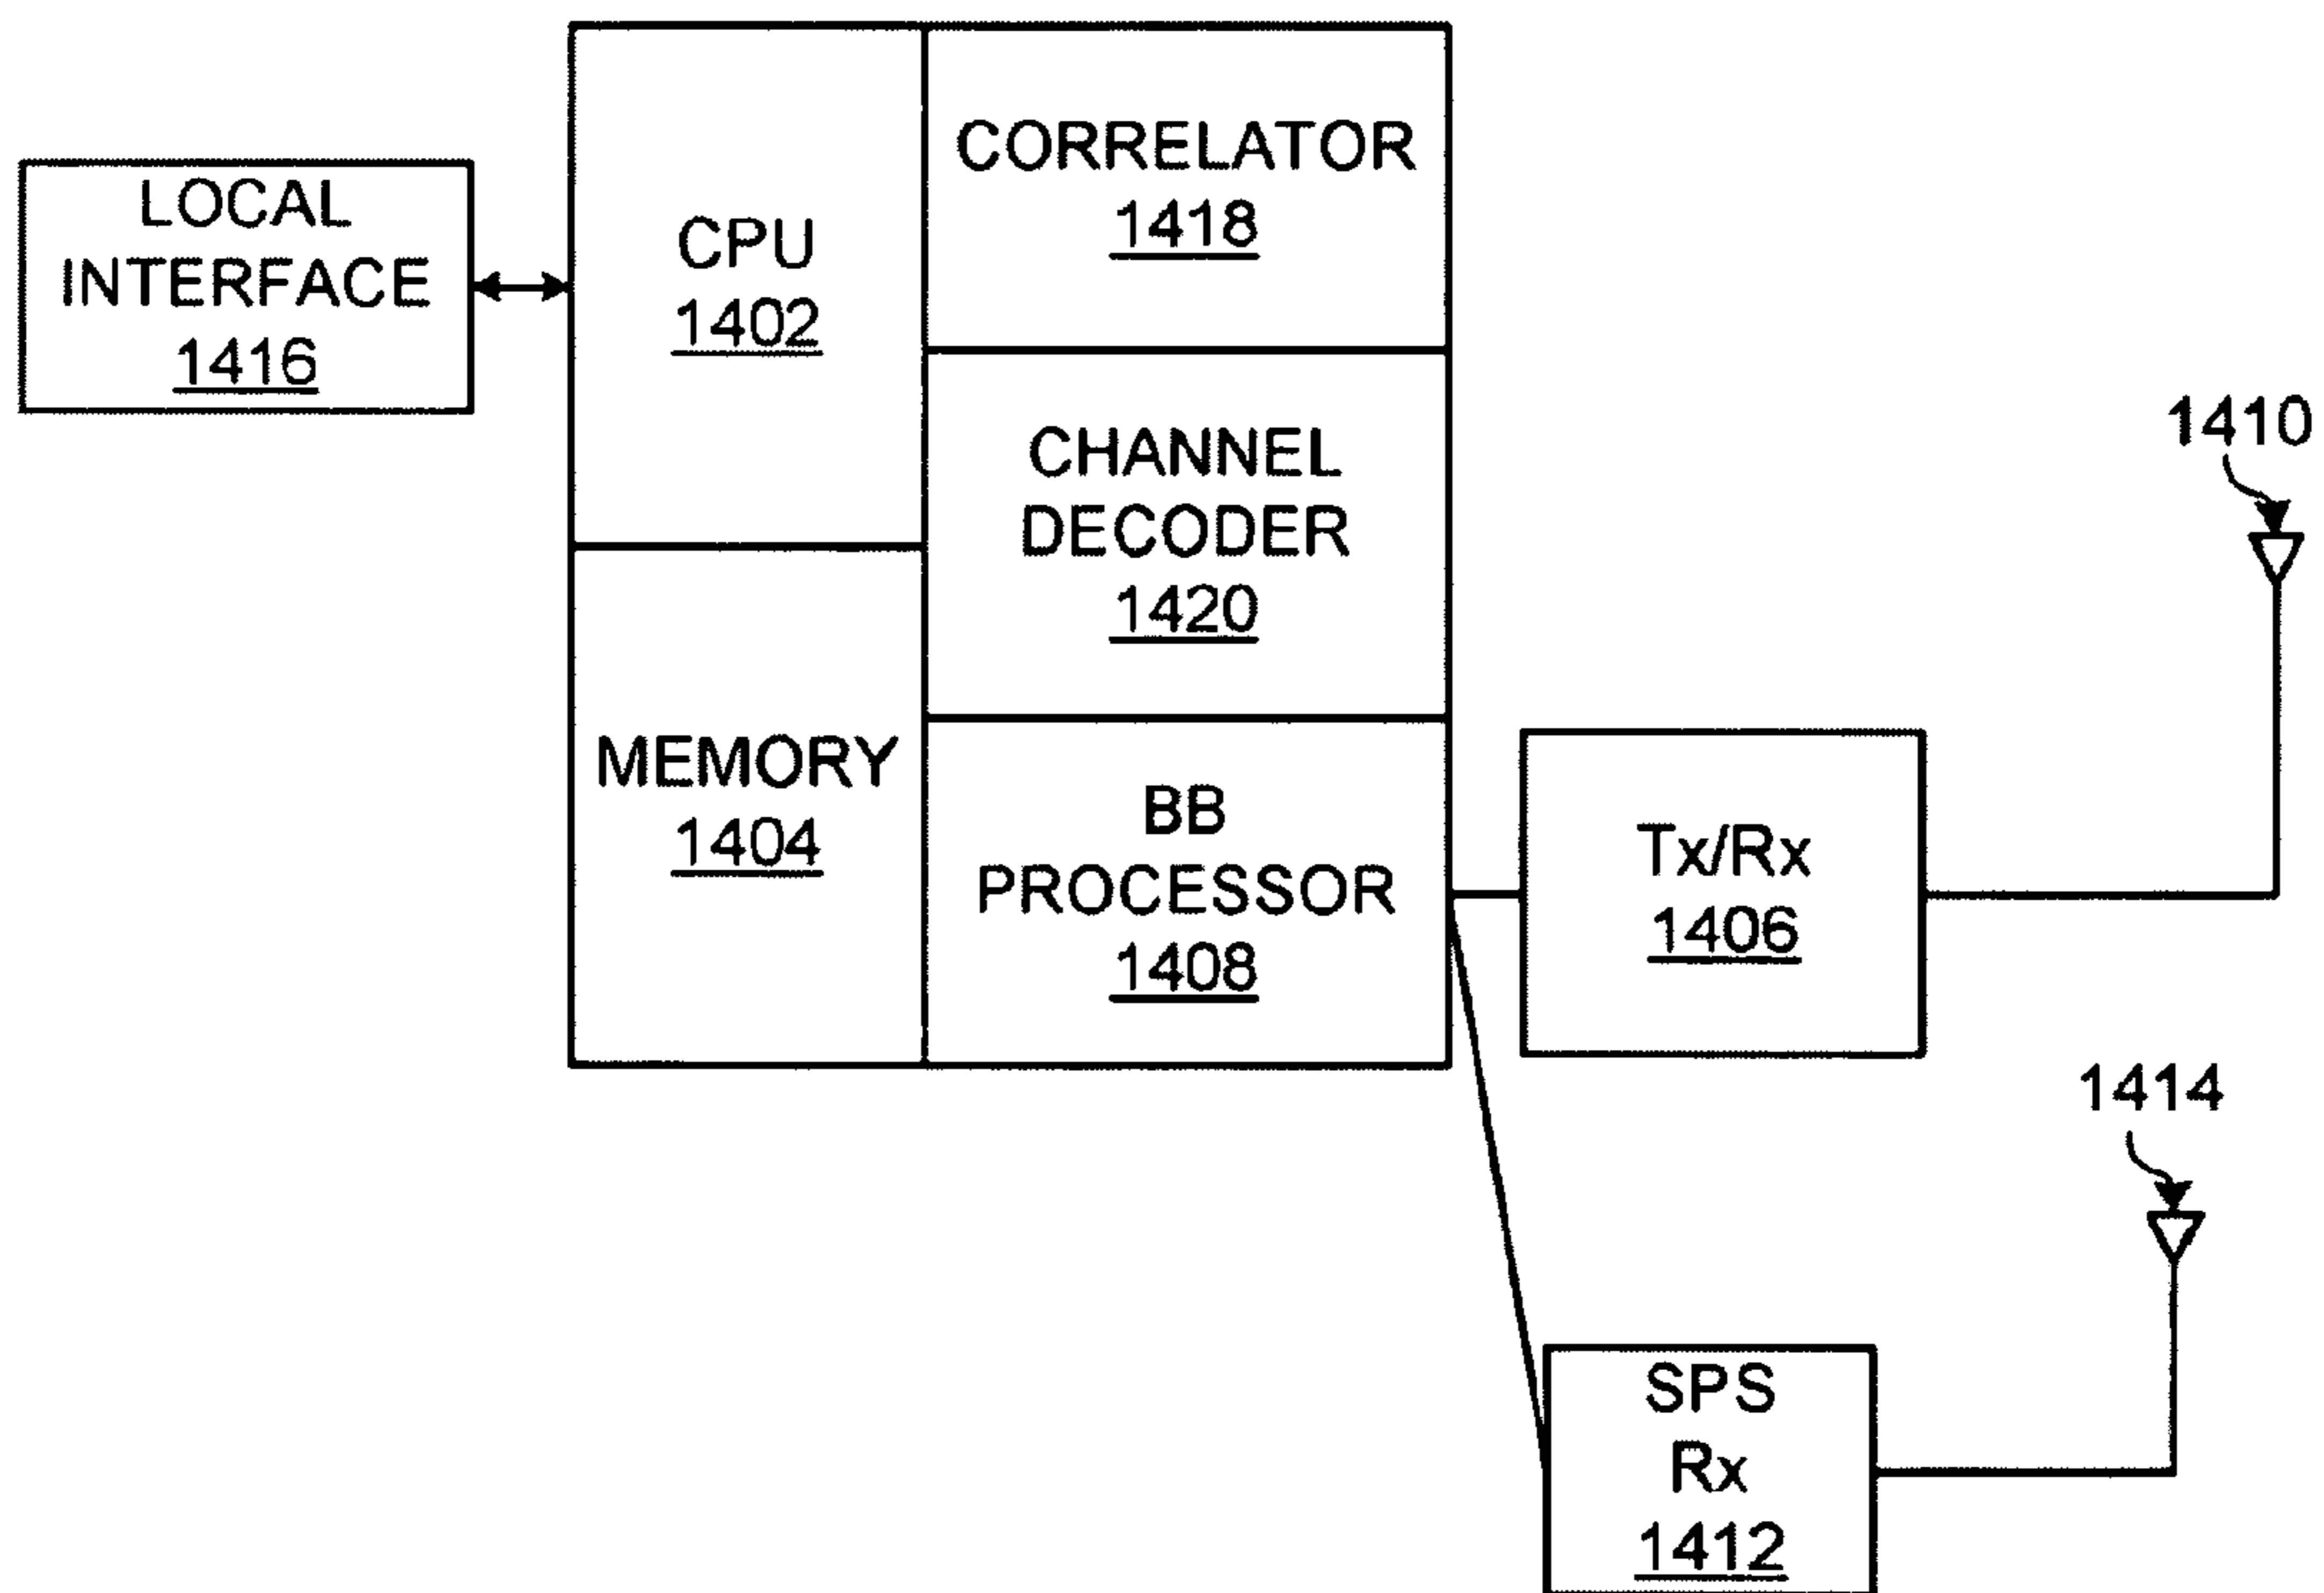 LOCAL
INTERFACE
1416
CPU
1402
MEMORY
1404
CORRELATOR
1418
CHANNEL
DECODER
1420
BB
PROCESSOR
1408
Tx/Rx
1406
1410
SPS
Rx
1412
1414